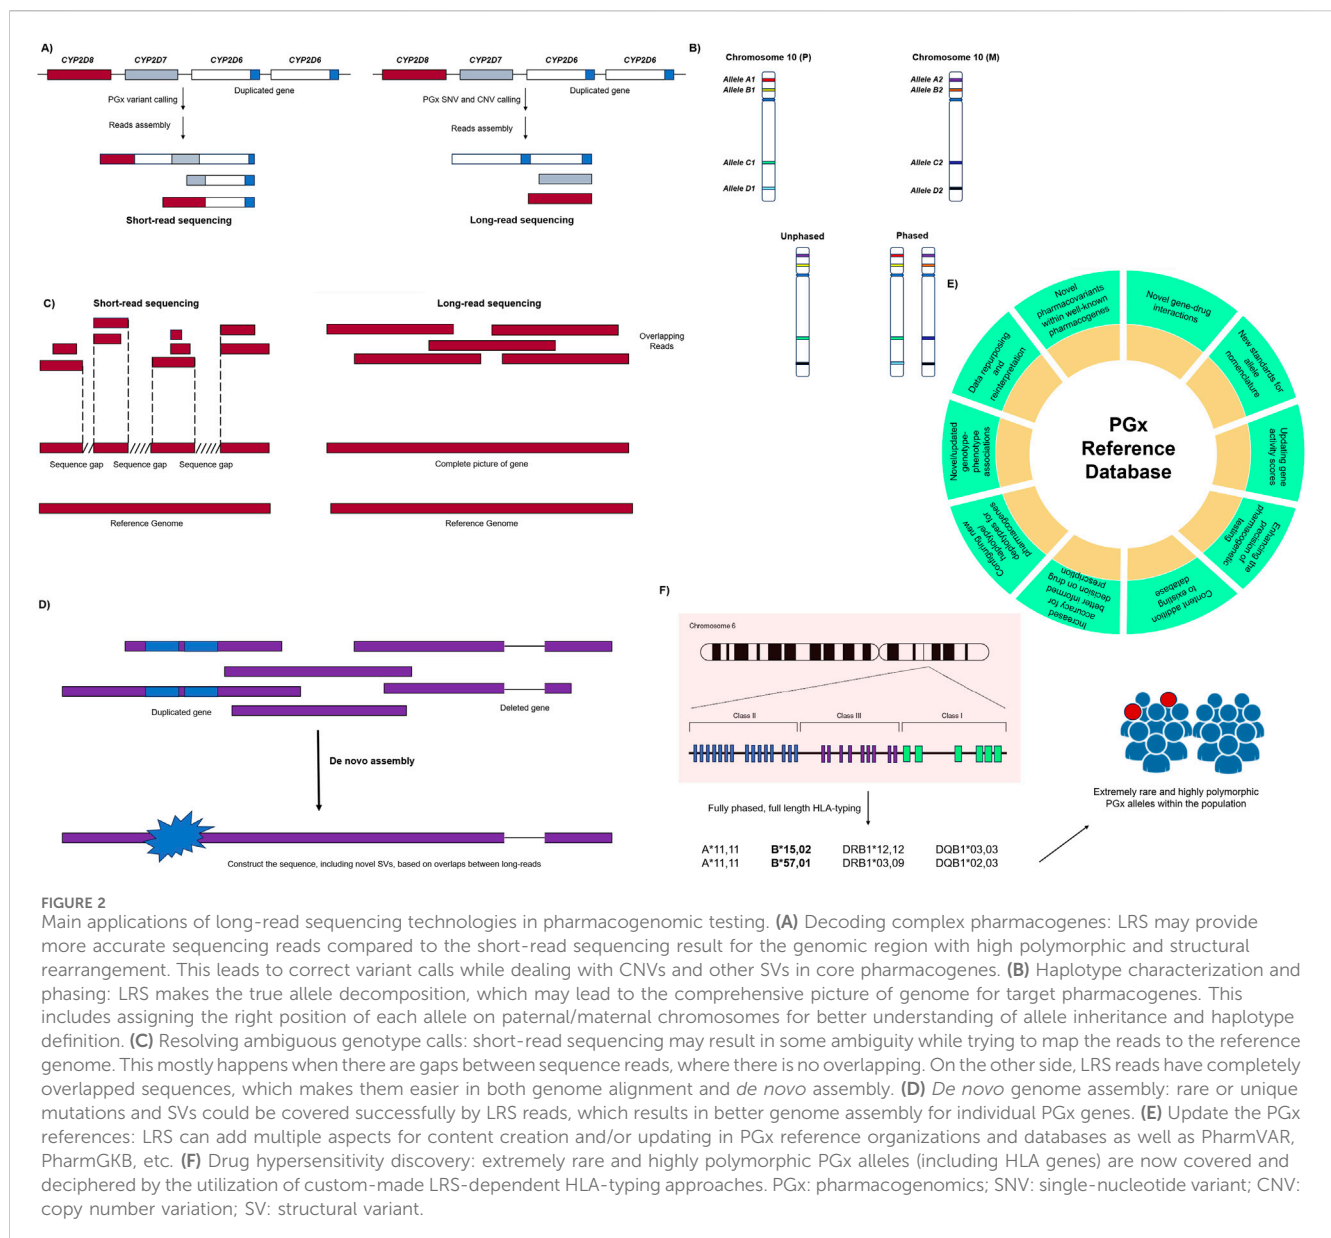 A)
CYP2D8 CYP2D7 CYP2D6 CYP2D6
Duplicated gene
PGx variant calling
Reads assembly
Short-read sequencing
CYP2D8 CYP2D7 CYP2D6 CYP2D6
Duplicated gene
PGx SNV and CNV calling
Reads assembly
Long-read sequencing
B)
Chromosome 10 (P)
Allele A1
Allele B1
Allele C1
Allele D1
Chromosome 10 (M)
Allele A2
Allele B2
Allele C2
Allele D2
Unphased
Phased
C)
Short-read sequencing
Sequence gap Sequence gap Sequence gap
Reference Genome
Long-read sequencing
Overlapping
Reads
Complete picture of gene
Reference Genome
D)
Duplicated gene
Deleted gene
De novo assembly
Construct the sequence, including novel SVs, based on overlaps between long-reads
E)
PGx
Reference
Database
Novel gene-drug
interactions
New standards for
allele
nomenclature
Updating gene
activity scores
Enhancing the
precision of
pharmacogenetic
testing
Content addition
to existing
database
Increased
accuracy for
better informed
decision on drug
prescription
Configuring new
haplotype/
deplotypes for
pharmacogenes
Novel/updated
genotype-
phenotype
associations
Data repurposing
and
reinterpretation
Novel
pharmacovariants
within well-known
pharmacogenes
F)
Chromosome 6
Class II Class III Class I
Fully phased, full length HLA-typing
A*11,11 B*15,02 DRB1*12,12 DQB1*03,03
A*11,11 B*57,01 DRB1*03,09 DQB1*02,03
Extremely rare and highly polymorphic
PGx alleles within the population
FIGURE 2
Main applications of long-read sequencing technologies in pharmacogenomic testing. (A) Decoding complex pharmacogenes: LRS may provide
more accurate sequencing reads compared to the short-read sequencing result for the genomic region with high polymorphic and structural
rearrangement. This leads to correct variant calls while dealing with CNVs and other SVs in core pharmacogenes. (B) Haplotype characterization and
phasing: LRS makes the true allele decomposition, which may lead to the comprehensive picture of genome for target pharmacogenes. This
includes assigning the right position of each allele on paternal/maternal chromosomes for better understanding of allele inheritance and haplotype
definition. (C) Resolving ambiguous genotype calls: short-read sequencing may result in some ambiguity while trying to map the reads to the reference
genome. This mostly happens when there are gaps between sequence reads, where there is no overlapping. On the other side, LRS reads have completely
overlapped sequences, which makes them easier in both genome alignment and de novo assembly. (D) De novo genome assembly: rare or unique
mutations and SVs could be covered successfully by LRS reads, which results in better genome assembly for individual PGx genes. (E) Update the PGx
references: LRS can add multiple aspects for content creation and/or updating in PGx reference organizations and databases as well as PharmVAR,
PharmGKB, etc. (F) Drug hypersensitivity discovery: extremely rare and highly polymorphic PGx alleles (including HLA genes) are now covered and
deciphered by the utilization of custom-made LRS-dependent HLA-typing approaches. PGx: pharmacogenomics; SNV: single-nucleotide variant; CNV:
copy number variation; SV: structural variant.